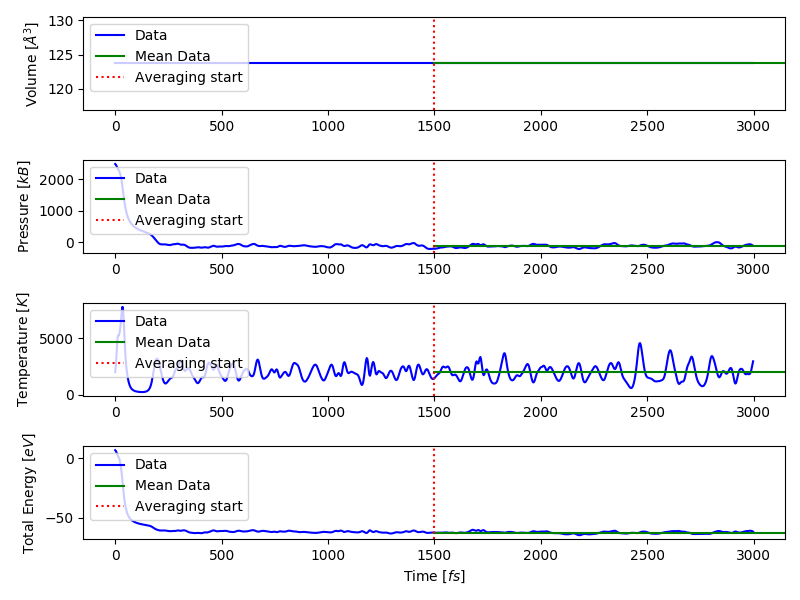 130
125
120
Volume [Å³]
Data
Mean Data
Averaging start
0 500 1000 1500 2000 2500 3000
2000
1000
0
Pressure [kB]
Data
Mean Data
Averaging start
0 500 1000 1500 2000 2500 3000
5000
0
Temperature [K]
Data
Mean Data
Averaging start
0 500 1000 1500 2000 2500 3000
0
−50
Total Energy [eV]
Data
Mean Data
Averaging start
0 500 1000 1500 2000 2500 3000
Time [fs]